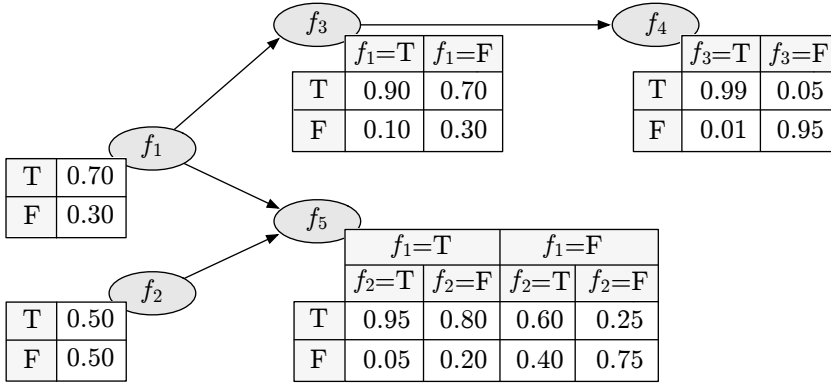 f₃
f₁=T f₁=F
T 0.90 0.70
F 0.10 0.30
f₄
f₃=T f₃=F
T 0.99 0.05
F 0.01 0.95
f₁
T 0.70
F 0.30
f₅
f₁=T f₁=F
f₂=T f₂=F f₂=T f₂=F
T 0.95 0.80 0.60 0.25
F 0.05 0.20 0.40 0.75
f₂
T 0.50
F 0.50